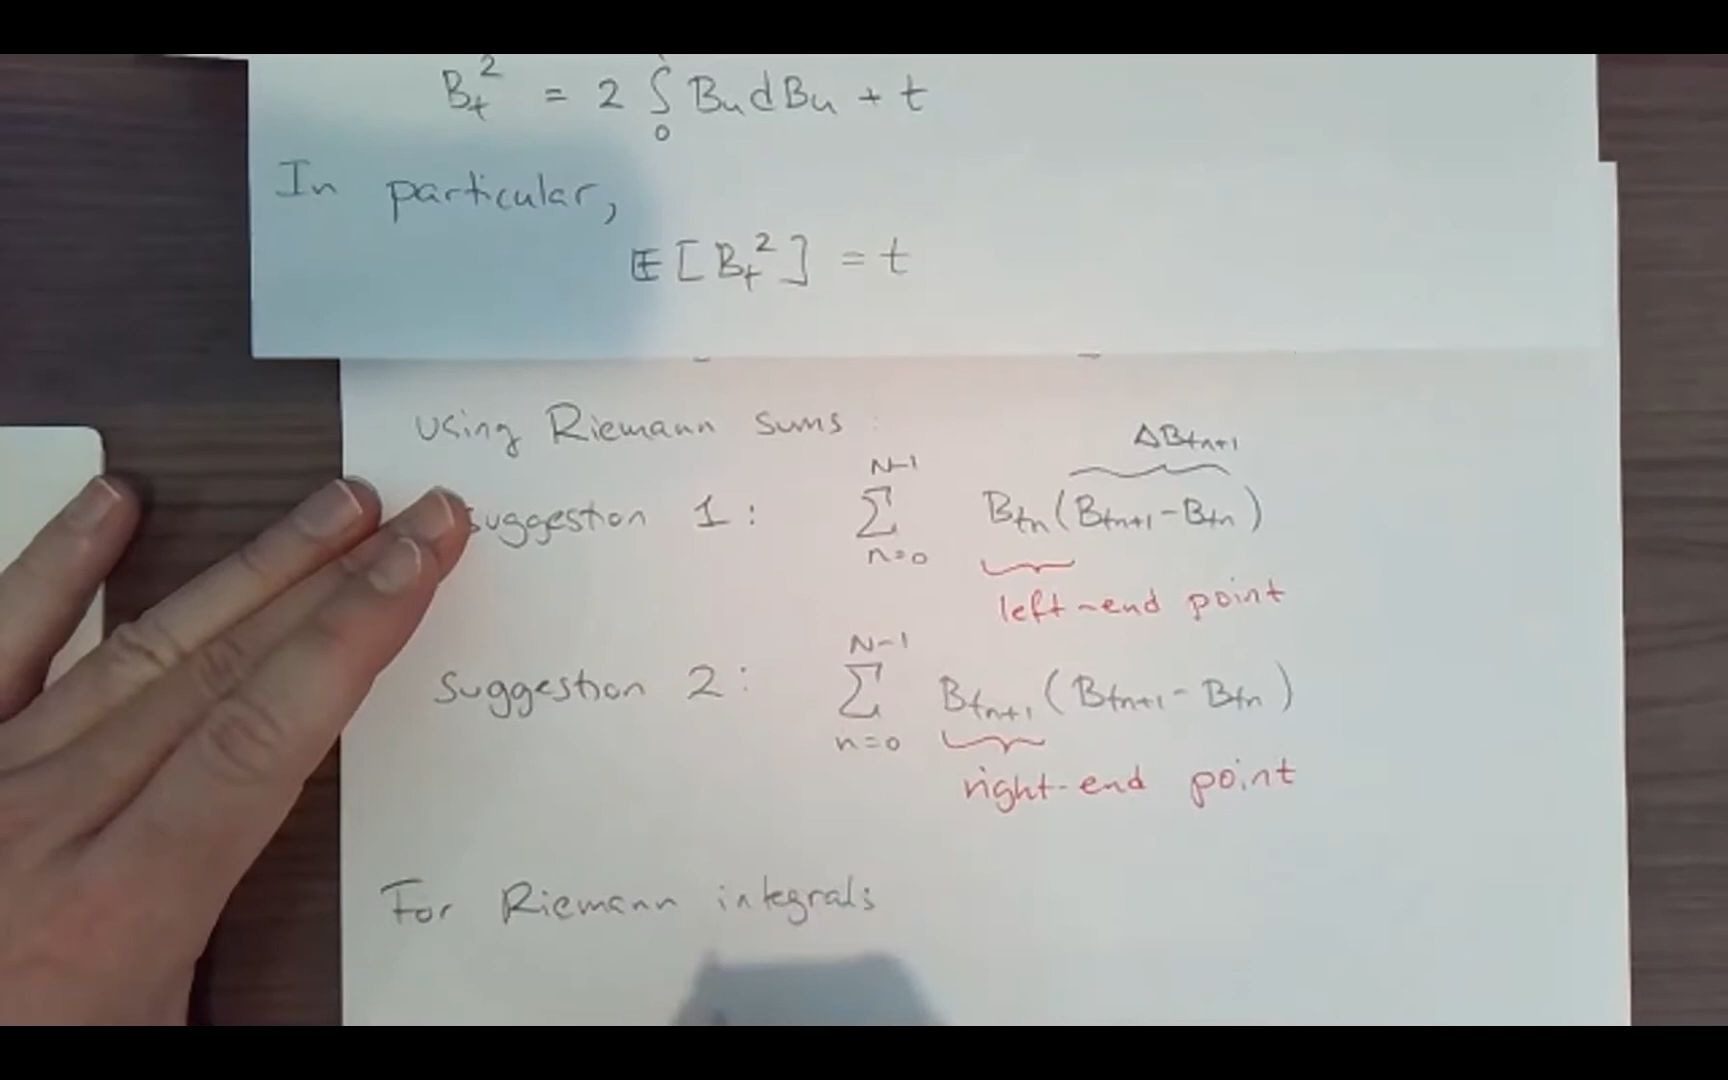 B_t^2 = 2 ∫_0 B_u dB_u + t
In particular,
𝔼[B_t^2] = t
Using Riemann sums :
ΔB_{t_{n+1}}
Suggestion 1: ∑_{n=0}^{N-1} B_{t_n}(B_{t_{n+1}} - B_{t_n})
left-end point
Suggestion 2: ∑_{n=0}^{N-1} B_{t_{n+1}}(B_{t_{n+1}} - B_{t_n})
right-end point
For Riemann integrals